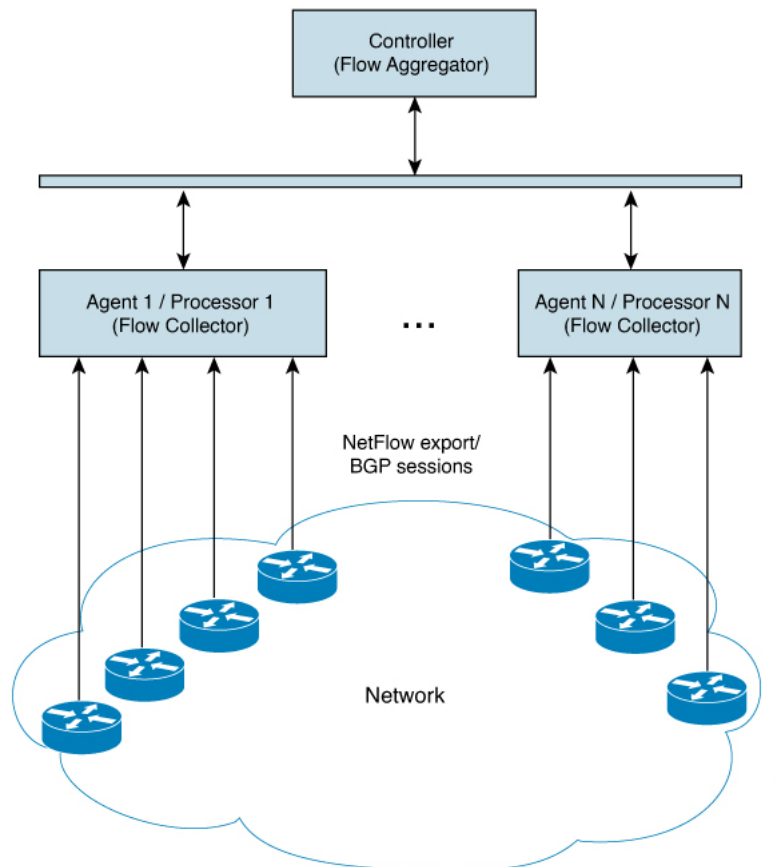 Controller
(Flow Aggregator)
Agent 1 / Processor 1
(Flow Collector)
...
Agent N / Processor N
(Flow Collector)
NetFlow export/
BGP sessions
Network